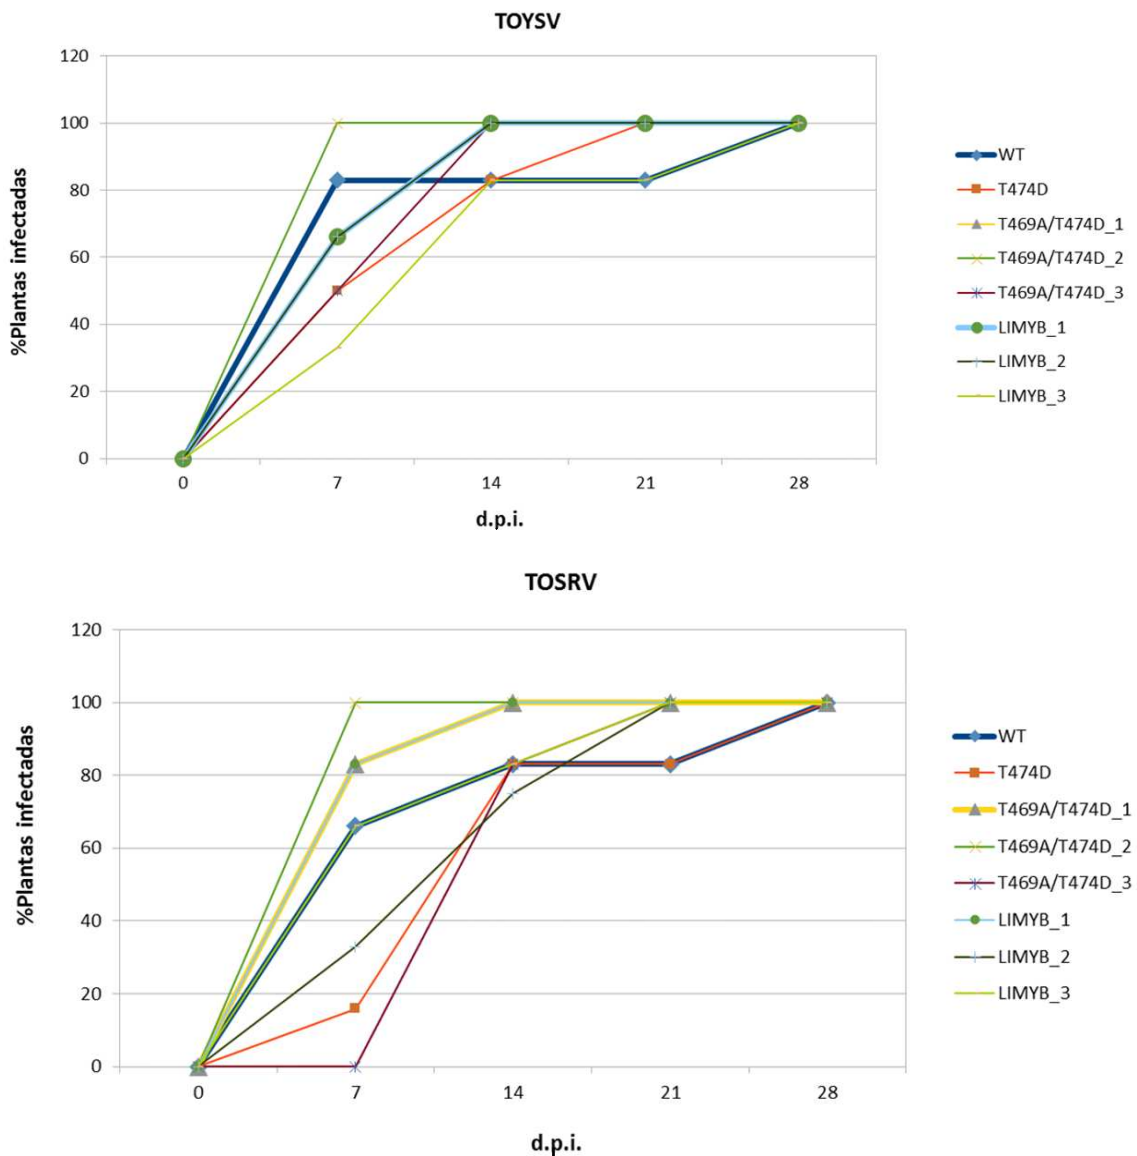 TOYSV
120
100
80
60
40
20
0
%Plantas infectadas
0 7 14 21 28
d.p.i.
WT
T474D
T469A/T474D_1
T469A/T474D_2
T469A/T474D_3
LIMYB_1
LIMYB_2
LIMYB_3
TOSRV
120
100
80
60
40
20
0
%Plantas infectadas
0 7 14 21 28
d.p.i.
WT
T474D
T469A/T474D_1
T469A/T474D_2
T469A/T474D_3
LIMYB_1
LIMYB_2
LIMYB_3